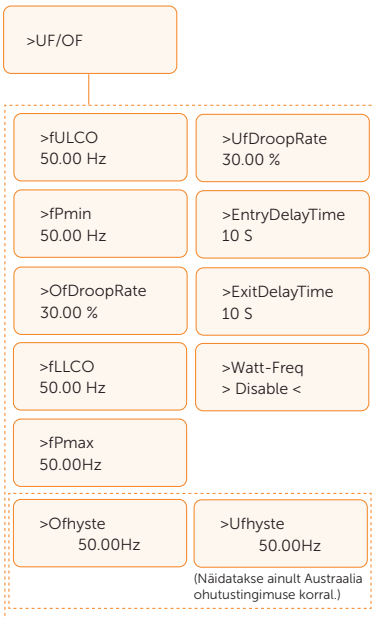 >UF/OF
>fULCO
50.00 Hz
>UfDroopRate
30.00 %
>fPmin
50.00 Hz
>EntryDelayTime
10 S
>OfDroopRate
30.00 %
>ExitDelayTime
10 S
>fLLCO
50.00 Hz
>Watt-Freq
> Disable <
>fPmax
50.00Hz
>Ofhyste
50.00Hz
>Ufhyste
50.00Hz
(Näidatakse ainult Austraalia
ohutustingimuse korral.)